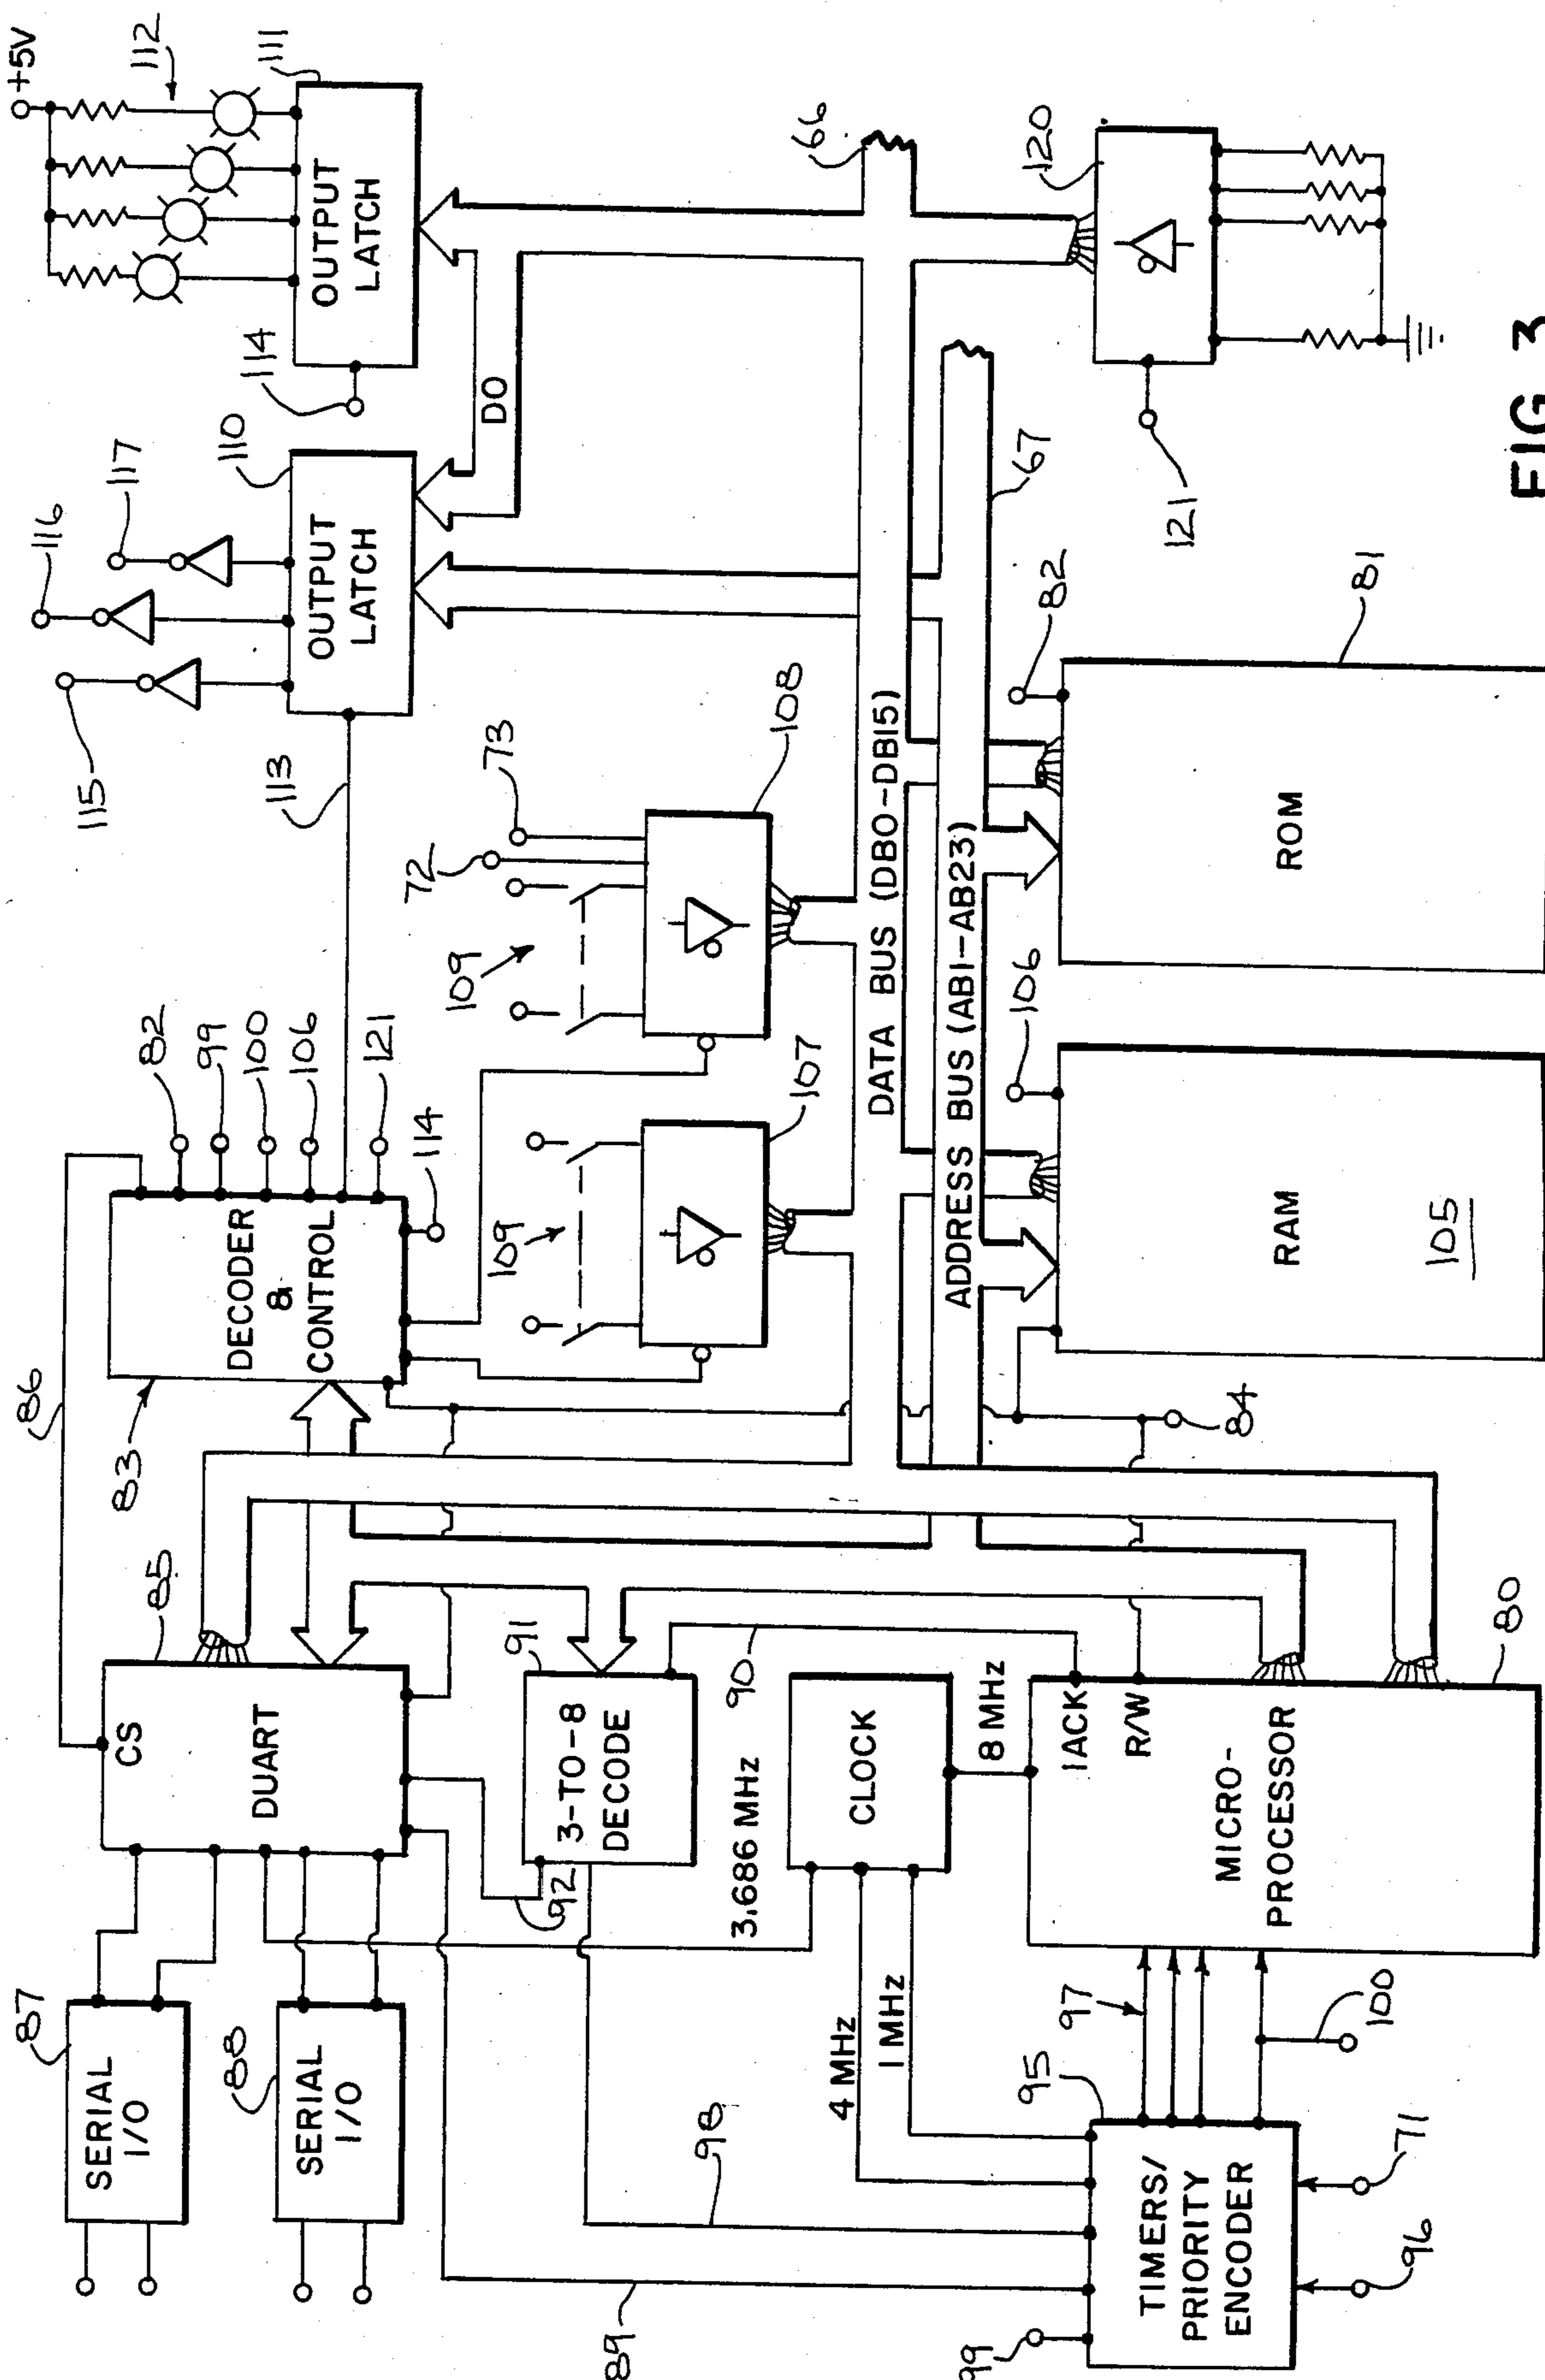 +5V
112
111
OUTPUT
LATCH
114
116
117
110
115
OUTPUT
LATCH
113
DO
66
120
121
67
82
81
ROM
73
72
108
109
DATA BUS (DB0-DB15)
ADDRESS BUS (AB1-AB23)
82
99
100
106
121
114
86
DECODER
&
CONTROL
83
109
107
106
RAM
105
84
85
CS
DUART
91
3-TO-8
DECODE
92
90
3.686 MHz
CLOCK
8 MHz
IACK
R/W
MICRO-
PROCESSOR
80
87
SERIAL
I/O
88
SERIAL
I/O
4 MHz
1 MHz
97
100
95
98
89
99
TIMERS/
PRIORITY
ENCODER
71
96
FIG 3